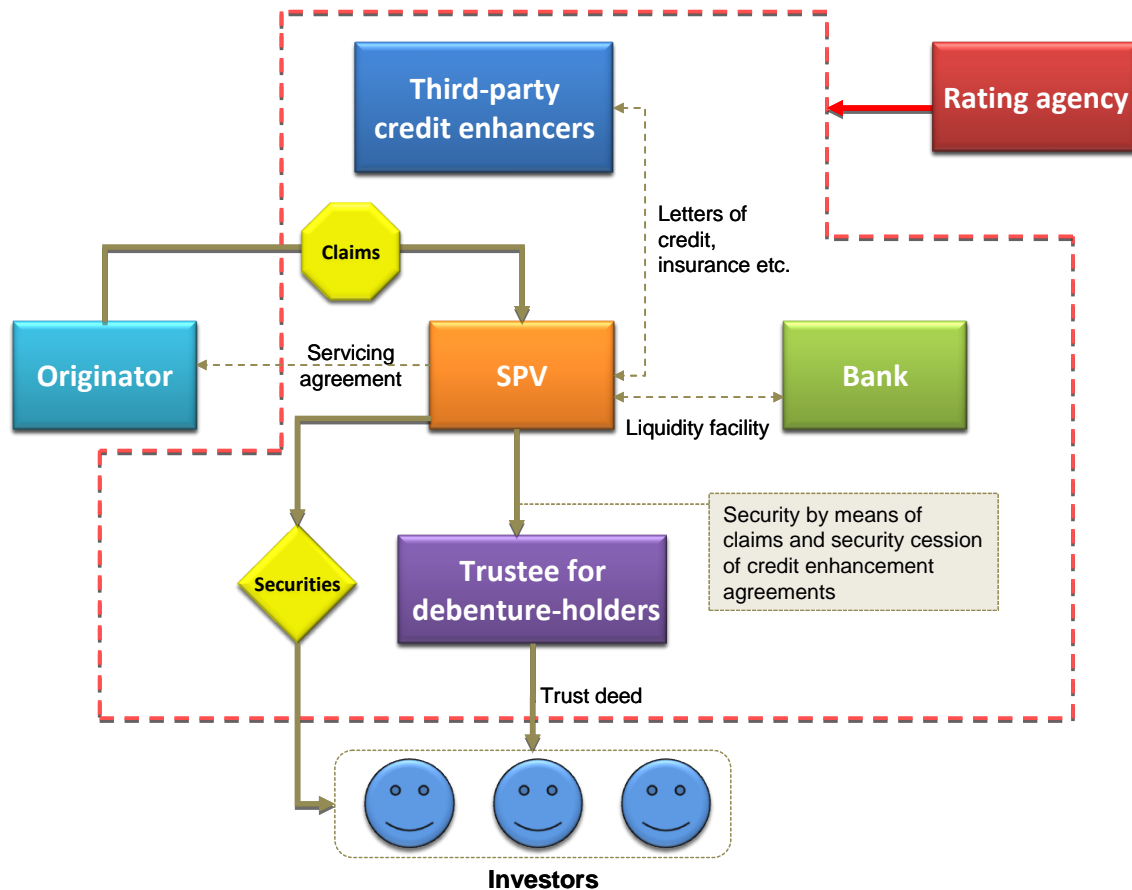 Third-party
credit enhancers
Rating agency
Letters of
credit,
insurance etc.
Claims
Originator
Servicing
agreement
SPV
Bank
Liquidity facility
Security by means of
claims and security cession
of credit enhancement
agreements
Securities
Trustee for
debenture-holders
Trust deed
Investors